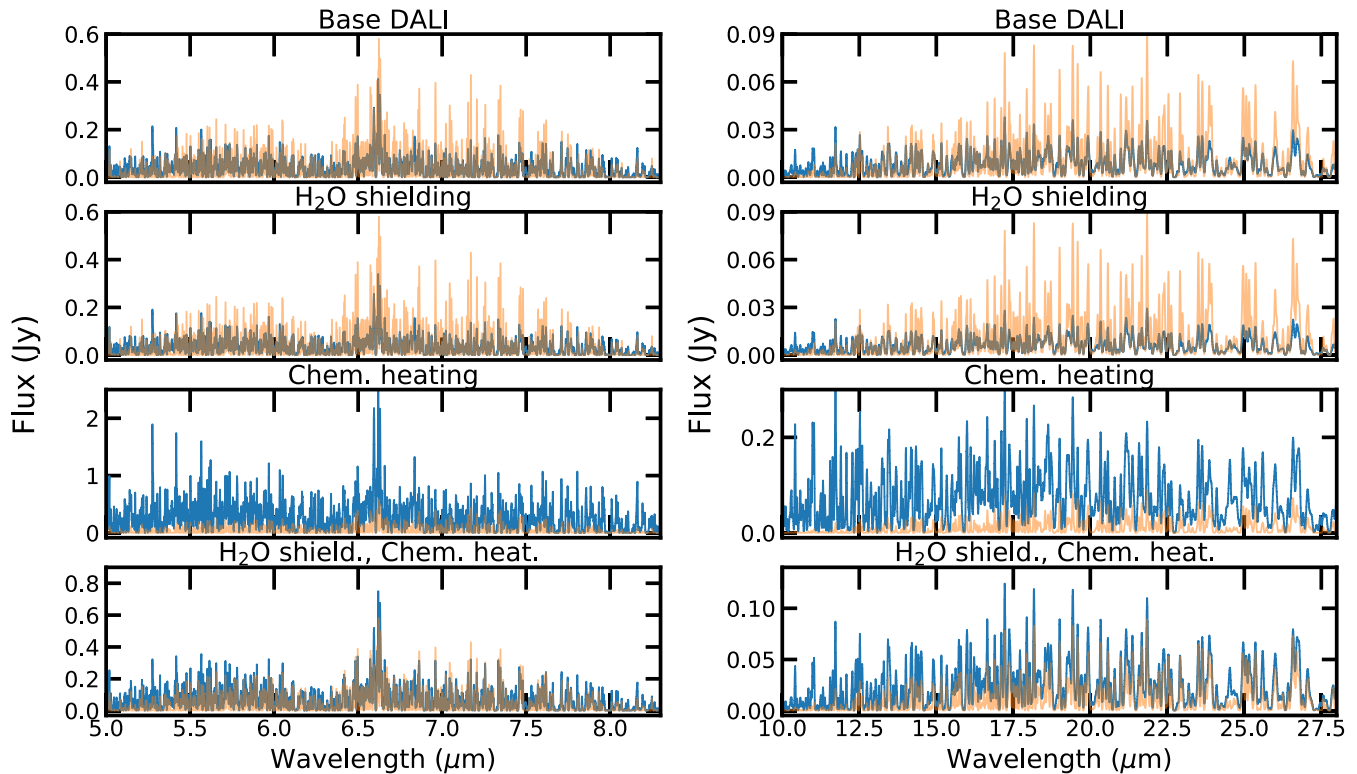 Base DALI
0.6
0.4
0.2
0.0
H₂O shielding
0.6
0.4
0.2
0.0
Chem. heating
2
1
0
H₂O shield., Chem. heat.
0.8
0.6
0.4
0.2
0.0
5.0 5.5 6.0 6.5 7.0 7.5 8.0
Wavelength (μm)
Flux (Jy)
Base DALI
0.09
0.06
0.03
0.00
H₂O shielding
0.09
0.06
0.03
0.00
Chem. heating
0.2
0.0
H₂O shield., Chem. heat.
0.10
0.05
0.00
10.0 12.5 15.0 17.5 20.0 22.5 25.0 27.5
Wavelength (μm)
Flux (Jy)